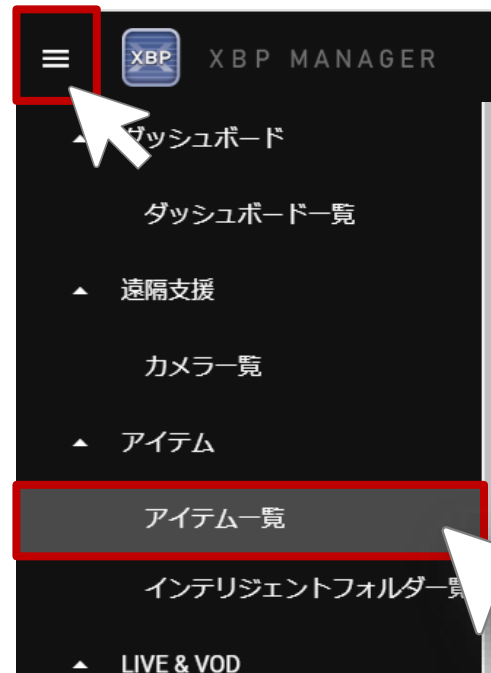 XBP XBP MANAGER
ダッシュボード
ダッシュボード一覧
遠隔支援
カメラ一覧
アイテム
アイテム一覧
インテリジェントフォルダー覧
LIVE & VOD